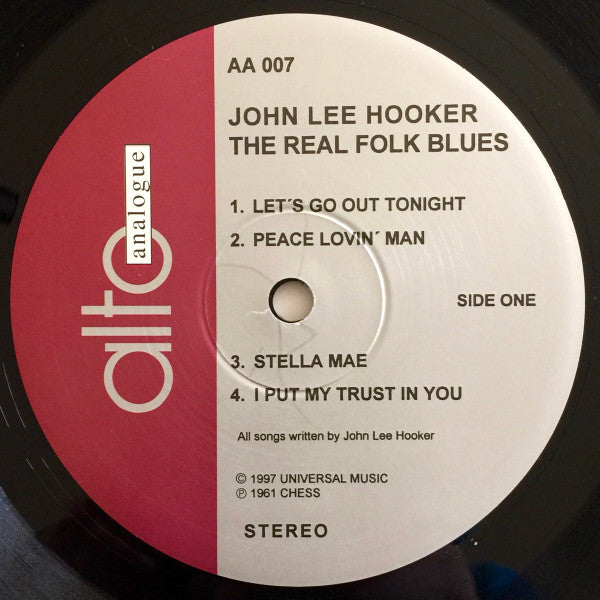 AA 007
JOHN LEE HOOKER
THE REAL FOLK BLUES
1. LET´S GO OUT TONIGHT
2. PEACE LOVIN´ MAN
SIDE ONE
3. STELLA MAE
4. I PUT MY TRUST IN YOU
All songs written by John Lee Hooker
© 1997 UNIVERSAL MUSIC
℗ 1961 CHESS
STEREO
alto
analogue